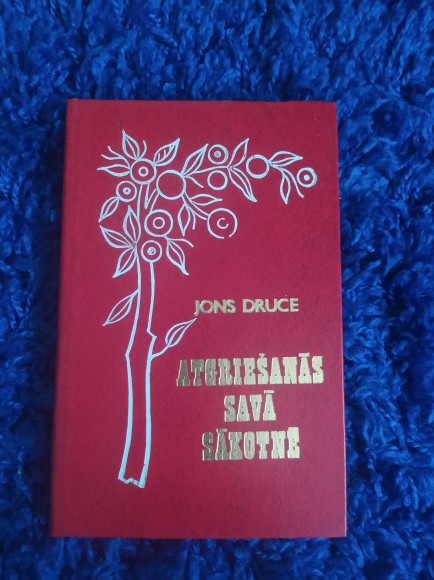 JONS DRUCE
ATGRIEŠANĀS
SAVĀ
SĀKOTNĒ